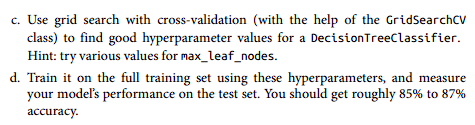 c. Use grid search with cross-validation (with the help of the GridSearchCV
class) to find good hyperparameter values for a DecisionTreeClassifier.
Hint: try various values for max_leaf_nodes.
d. Train it on the full training set using these hyperparameters, and measure
your model's performance on the test set. You should get roughly 85% to 87%
accuracy.